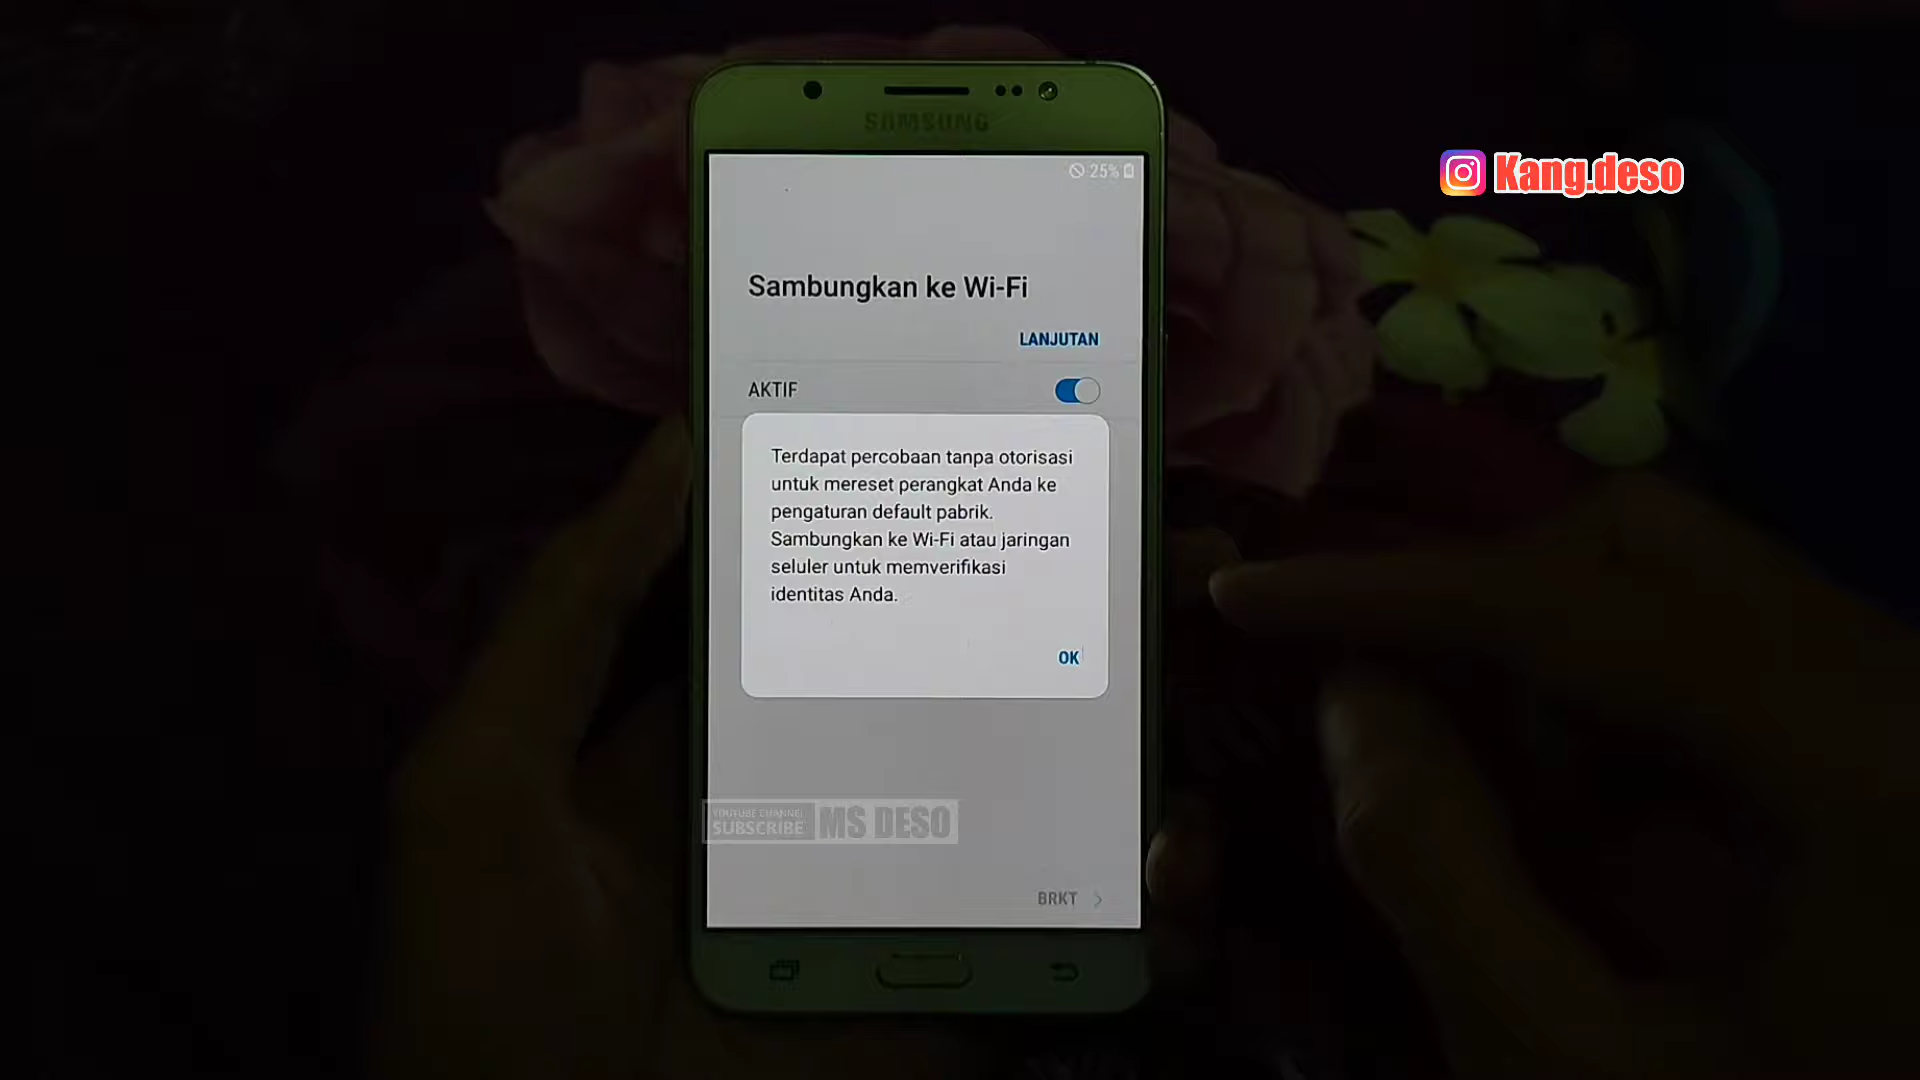 SAMSUNG
25%
Kang.deso
Sambungkan ke Wi-Fi
LANJUTAN
AKTIF
Terdapat percobaan tanpa otorisasi
untuk mereset perangkat Anda ke
pengaturan default pabrik.
Sambungkan ke Wi-Fi atau jaringan
seluler untuk memverifikasi
identitas Anda.
OK
YOUTUBE CHANNEL
SUBSCRIBE
MS DESO
BRKT